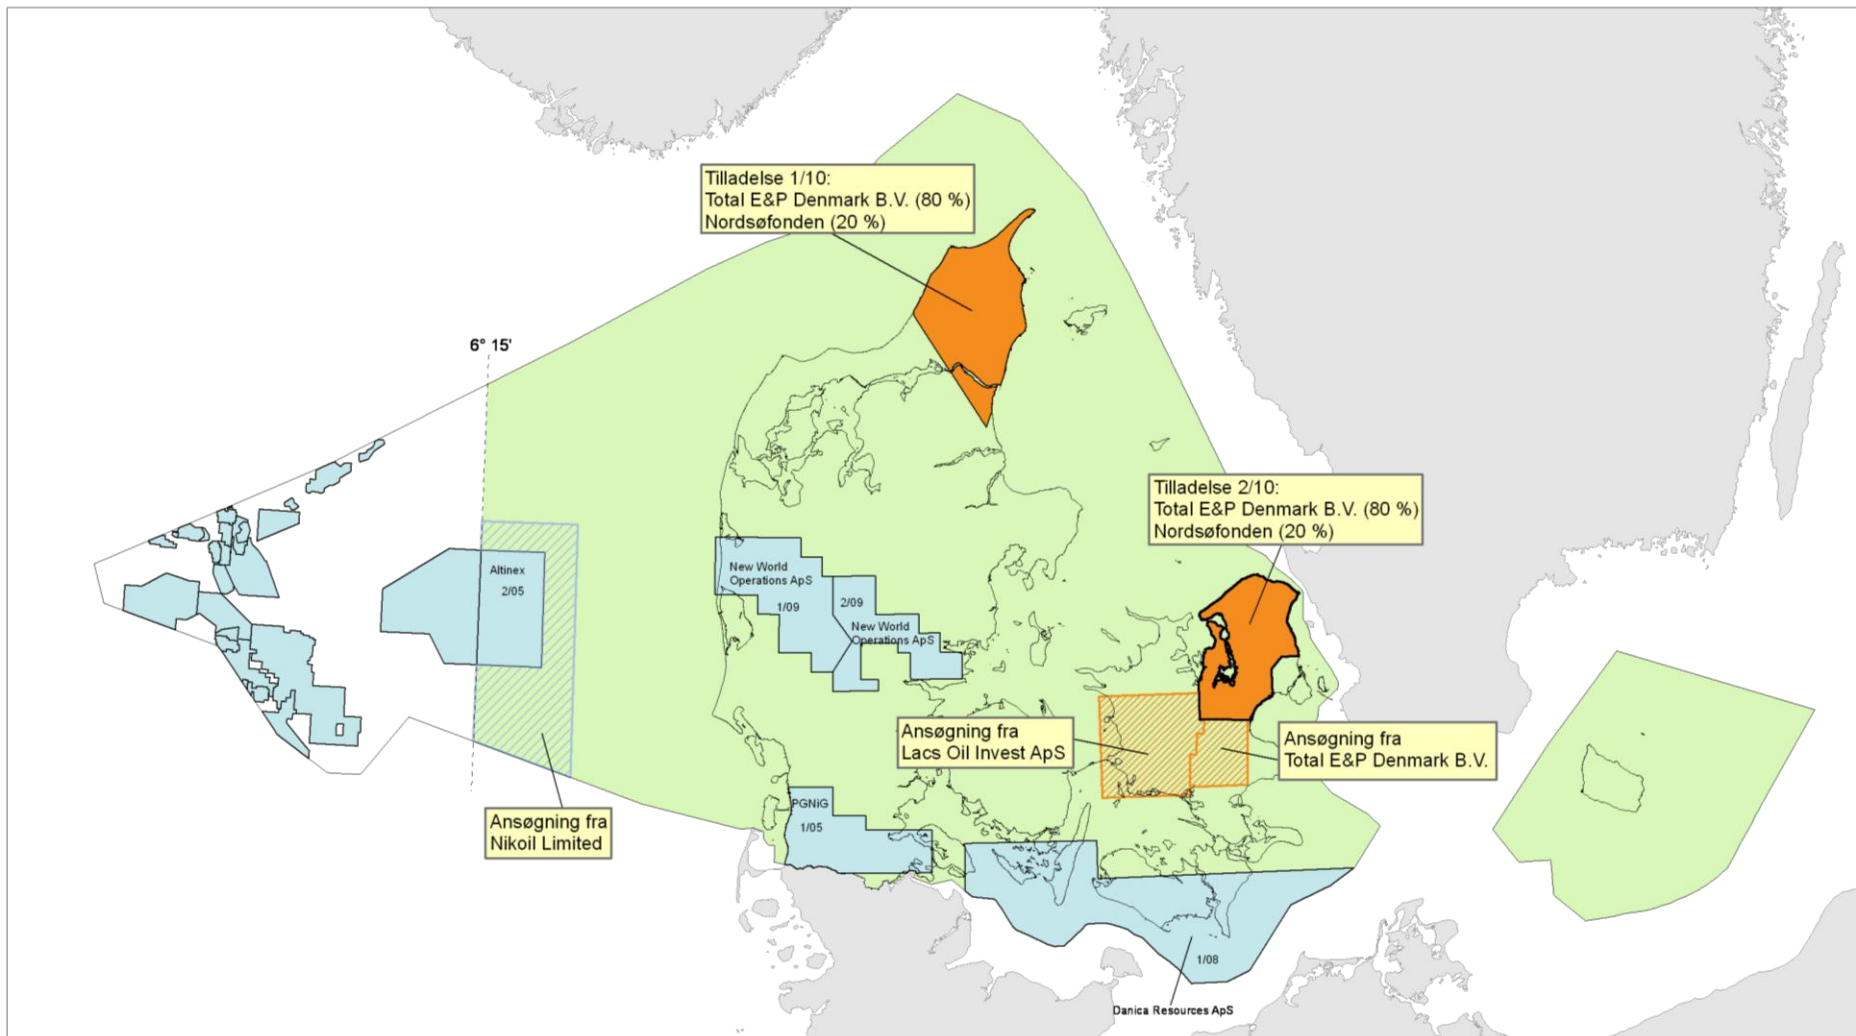 Tilladelse 1/10:
Total E&P Denmark B.V. (80 %)
Nordsøfonden (20 %)
6° 15'
Tilladelse 2/10:
Total E&P Denmark B.V. (80 %)
Nordsøfonden (20 %)
Altinex
2/05
New World
Operations ApS
1/09
2/09
New World
Operations ApS
Ansøgning fra
Lacs Oil Invest ApS
Ansøgning fra
Total E&P Denmark B.V.
Ansøgning fra
Nikoil Limited
PGNiG
1/05
1/08
Danica Resources ApS